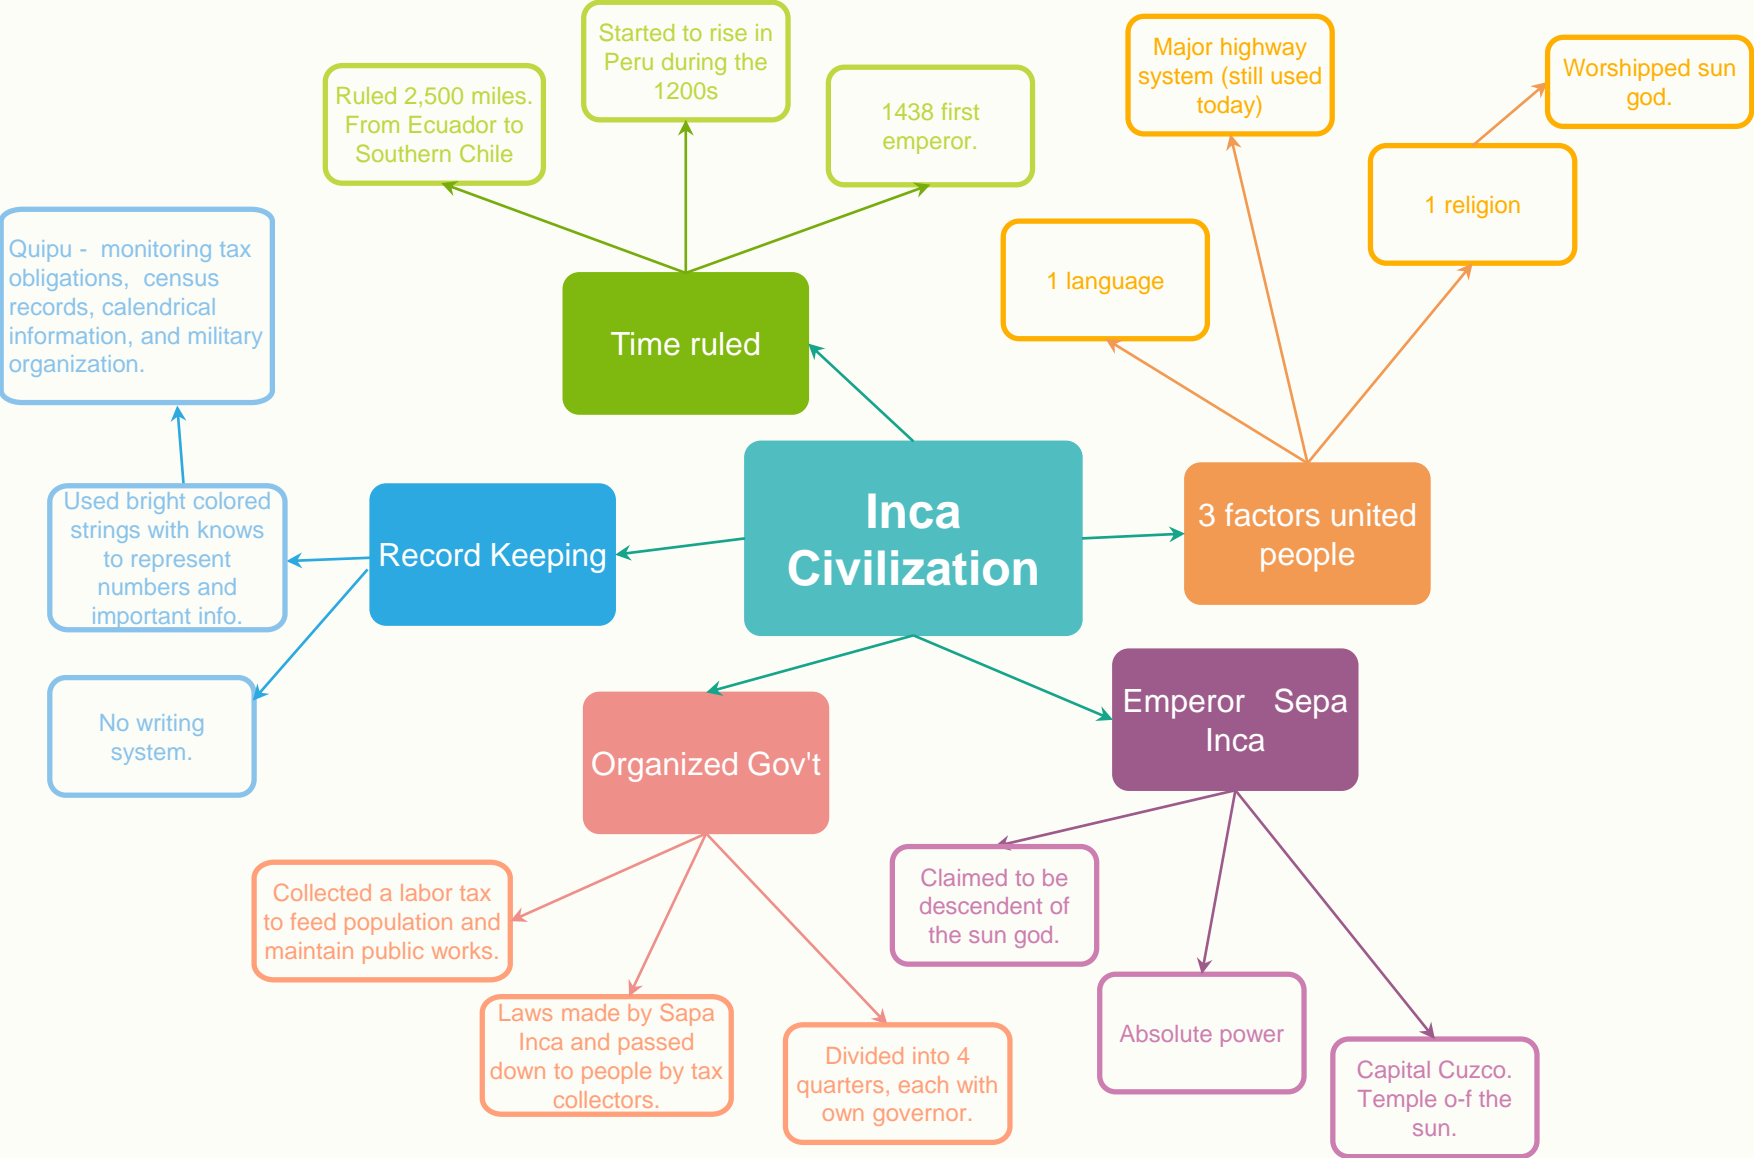 Started to rise in
Peru during the
1200s
Major highway
system (still used
today)
Worshipped sun
god.
Ruled 2,500 miles.
From Ecuador to
Southern Chile
1438 first
emperor.
1 religion
Quipu -  monitoring tax
obligations,  census
records, calendrical
information, and military
organization.
1 language
Time ruled
Inca
Civilization
3 factors united
people
Record Keeping
Used bright colored
strings with knows
to represent
numbers and
important info.
No writing
system.
Organized Gov't
Emperor   Sepa
Inca
Collected a labor tax
to feed population and
maintain public works.
Claimed to be
descendent of
the sun god.
Laws made by Sapa
Inca and passed
down to people by tax
collectors.
Divided into 4
quarters, each with
own governor.
Absolute power
Capital Cuzco.
Temple o-f the
sun.